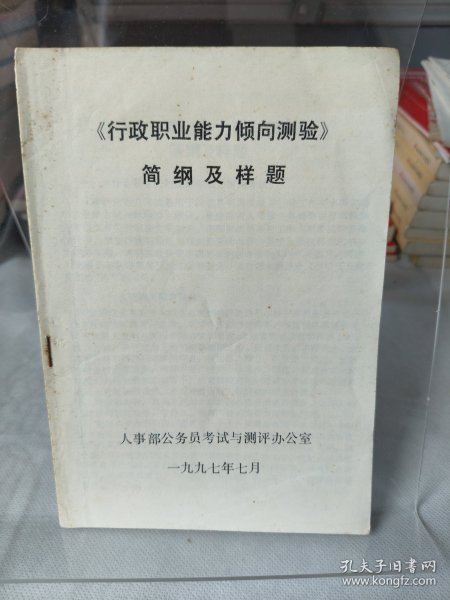 《行政职业能力倾向测验》
简纲及样题
人事部公务员考试与测评办公室
一九九七年七月
孔夫子旧书网
www.kongfz.com